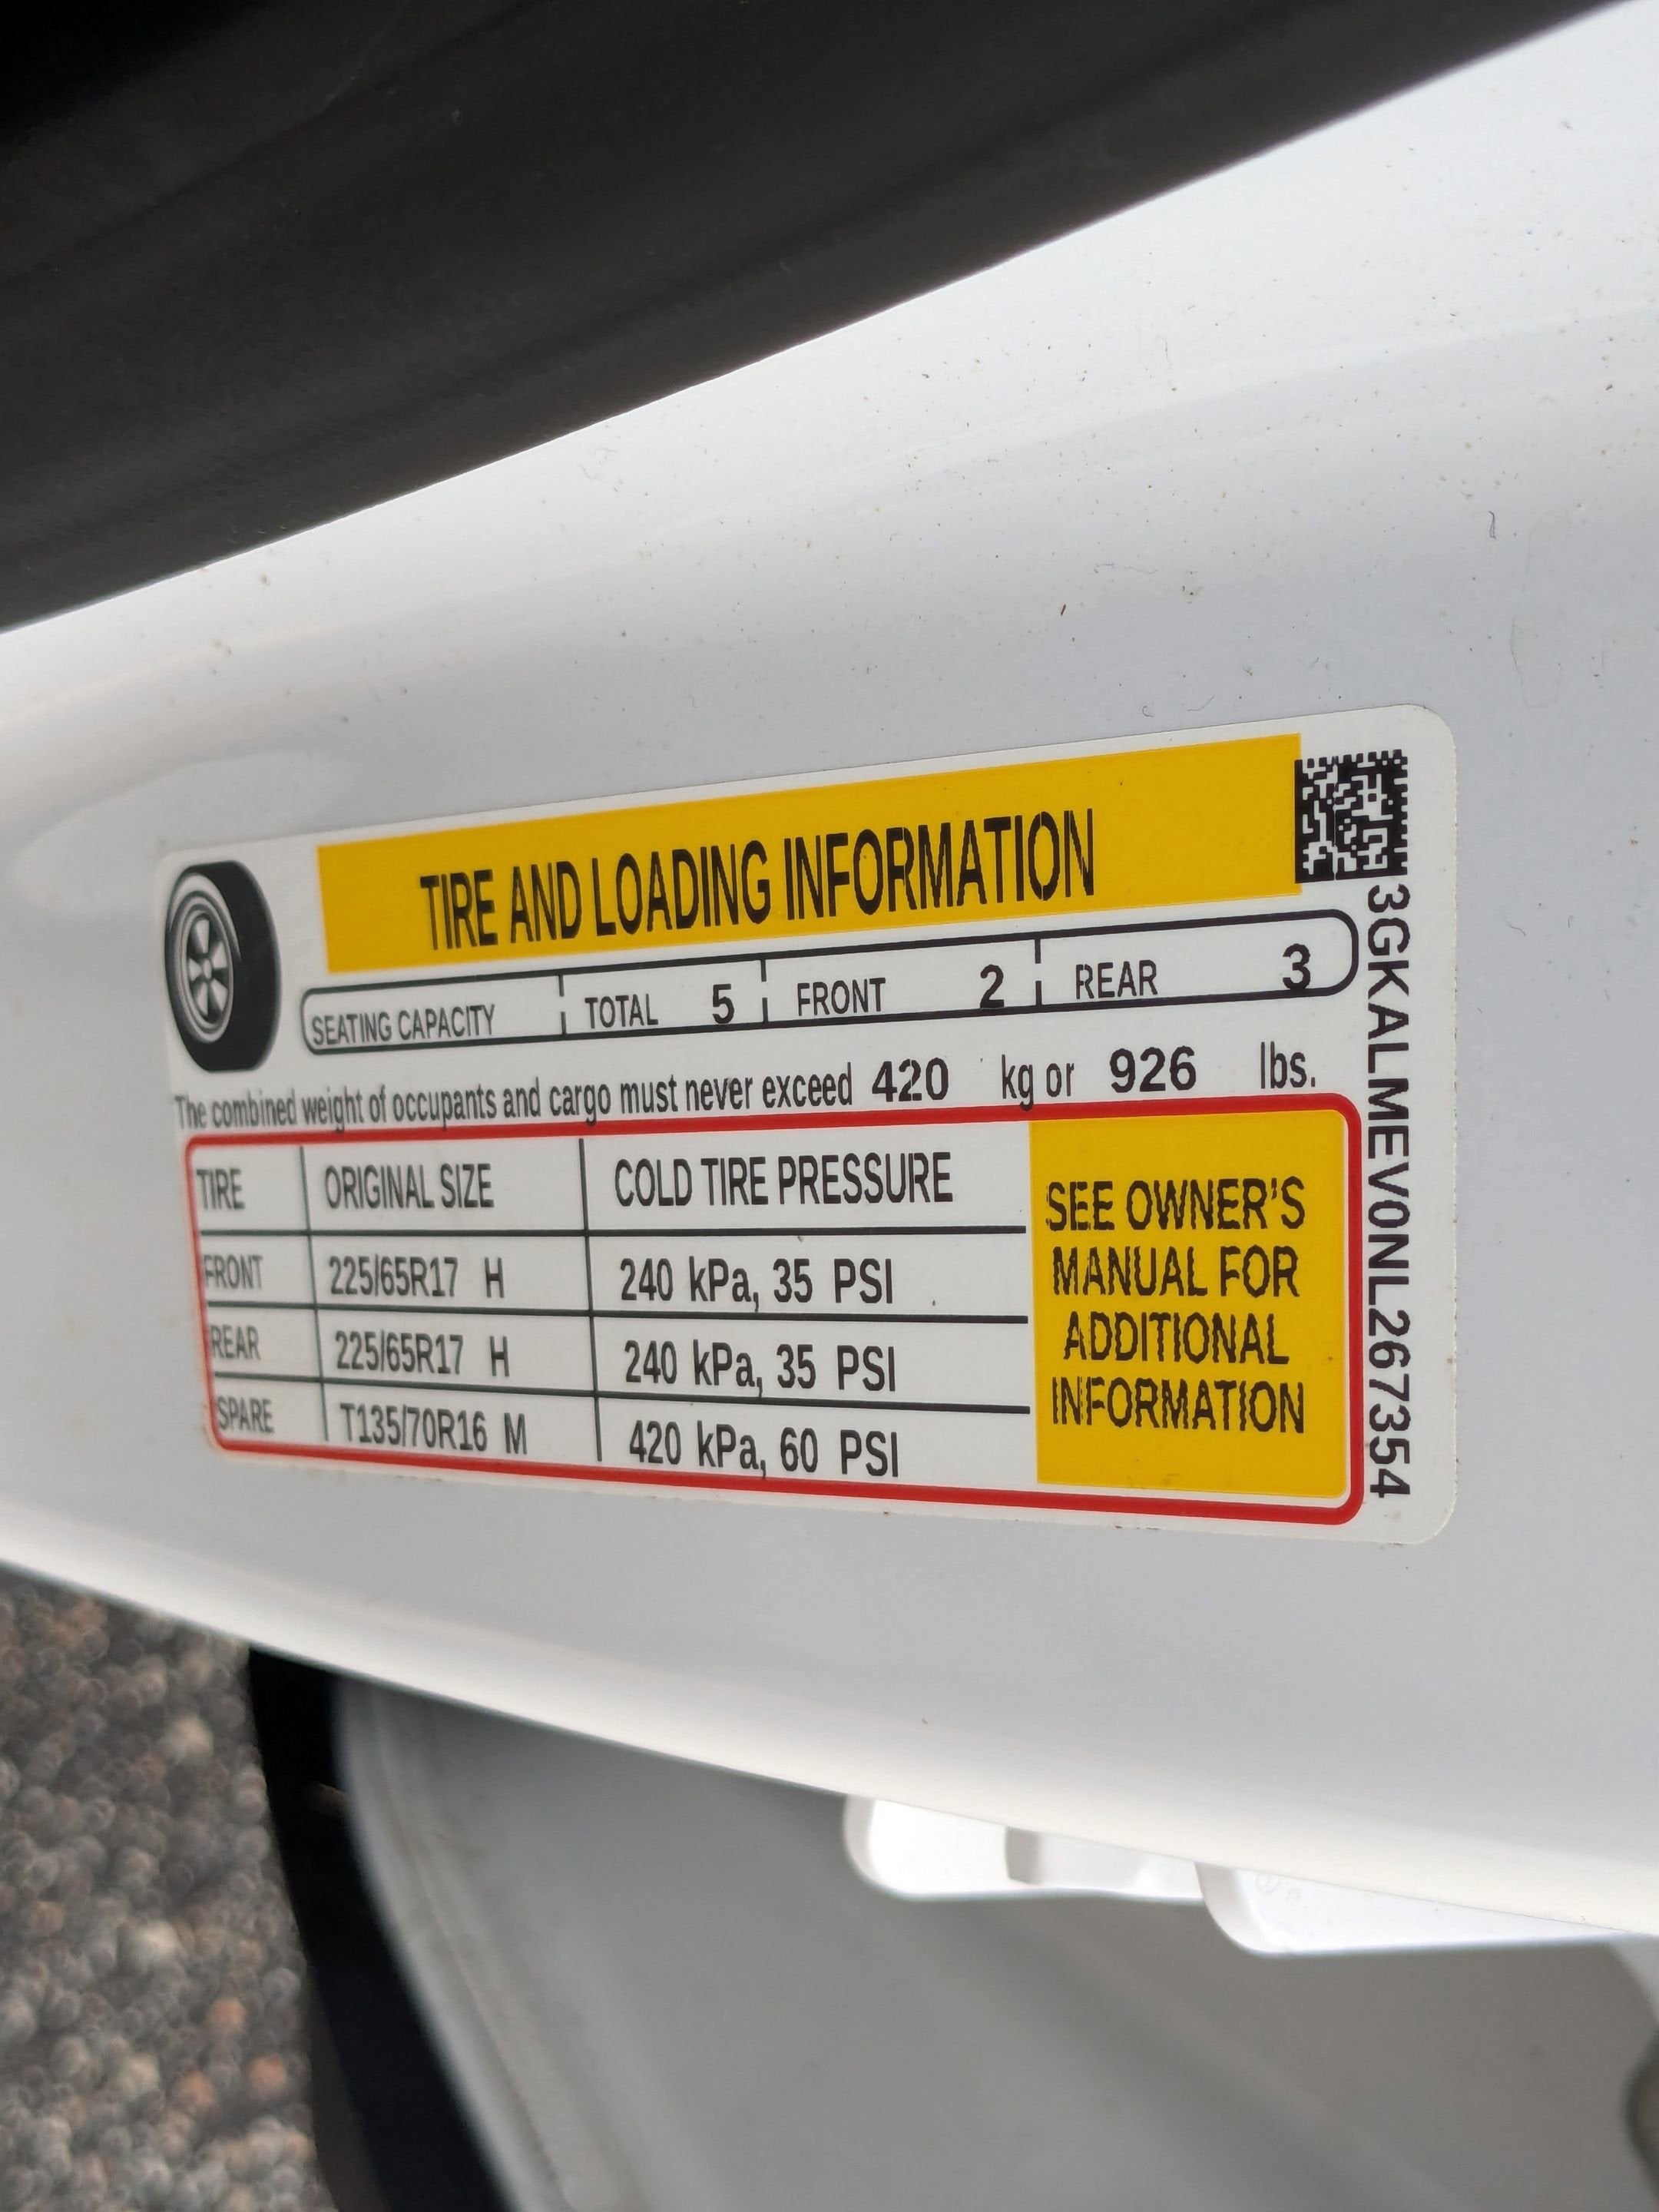 TIRE AND LOADING INFORMATION
SEATING CAPACITY TOTAL 5 FRONT 2 REAR 3
The combined weight of occupants and cargo must never exceed 420 kg or 926 lbs.
TIRE ORIGINAL SIZE COLD TIRE PRESSURE
FRONT 225/65R17 H 240 kPa, 35 PSI
REAR 225/65R17 H 240 kPa, 35 PSI
SPARE T135/70R16 M 420 kPa, 60 PSI
SEE OWNER'S
MANUAL FOR
ADDITIONAL
INFORMATION
3GKALMEV0NL267354